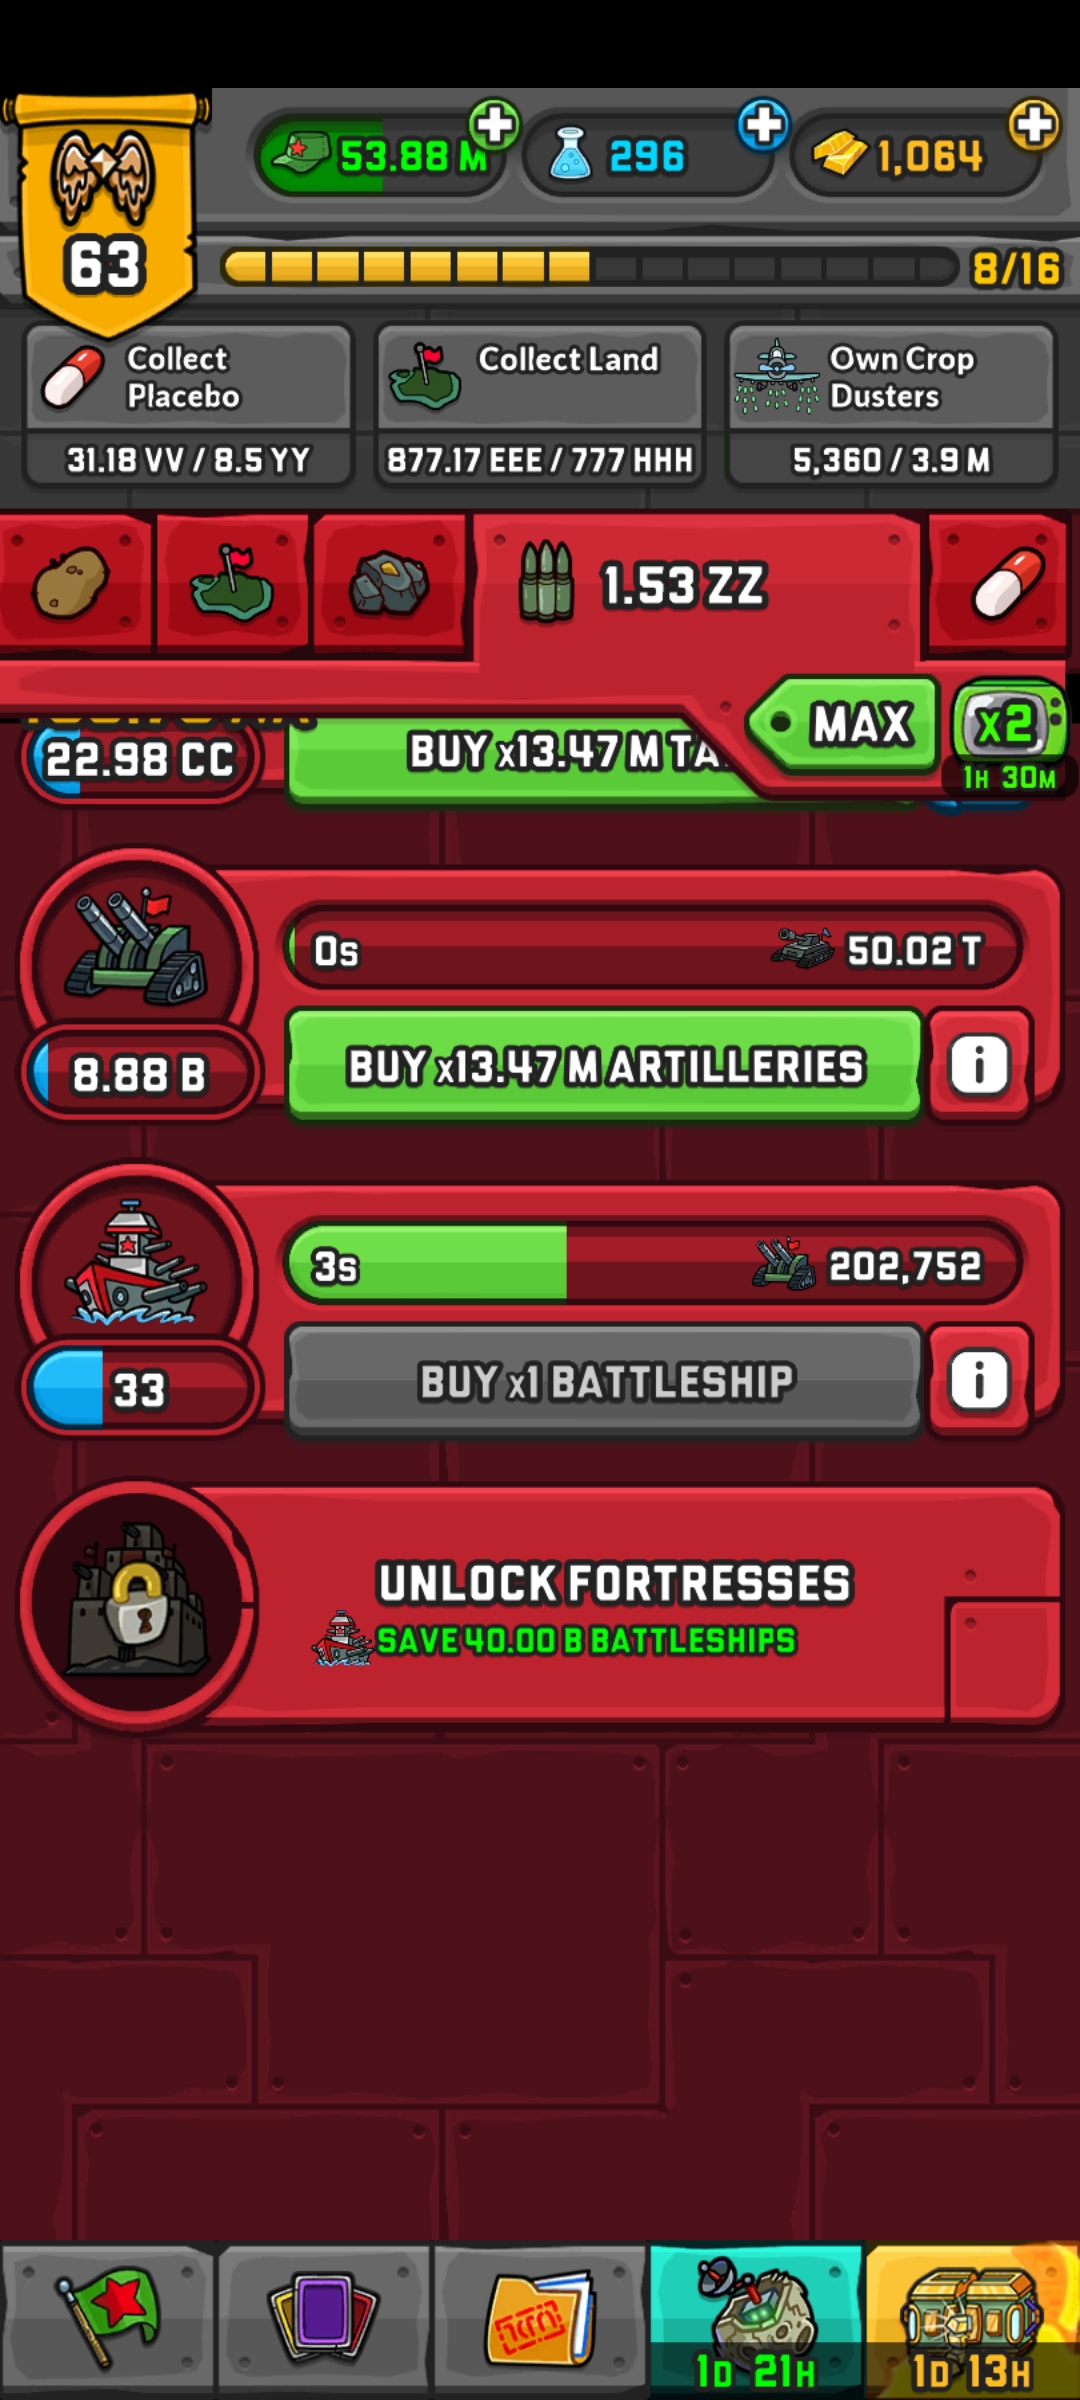 53.88 M
296
1,064
63
8/16
Collect
Placebo
31.18 VV / 8.5 YY
Collect Land
877.17 EEE / 777 HHH
Own Crop
Dusters
5,360 / 3.9 M
1.53 ZZ
MAX
x2
1H 30M
22.98 CC
BUY x13.47 M
0s
50.02 T
8.88 B
BUY x13.47 M ARTILLERIES
i
3s
202,752
33
BUY x1 BATTLESHIP
i
UNLOCK FORTRESSES
SAVE 40.00 B BATTLESHIPS
1D 21H
1D 13H